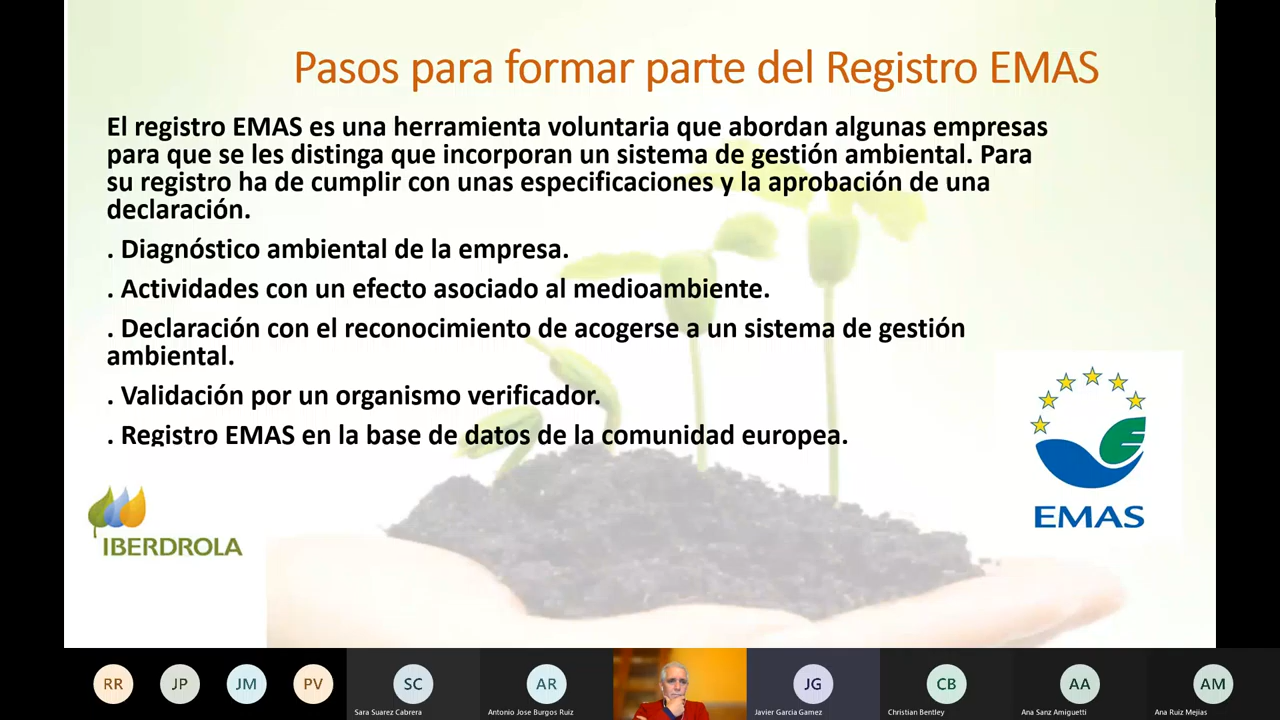 Pasos para formar parte del Registro EMAS
El registro EMAS es una herramienta voluntaria que abordan algunas empresas
para que se les distinga que incorporan un sistema de gestión ambiental. Para
su registro ha de cumplir con unas especificaciones y la aprobación de una
declaración.
. Diagnóstico ambiental de la empresa.
. Actividades con un efecto asociado al medioambiente.
. Declaración con el reconocimiento de acogerse a un sistema de gestión
ambiental.
. Validación por un organismo verificador.
. Registro EMAS en la base de datos de la comunidad europea.
IBERDROLA
EMAS
RR
JP
JM
PV
SC
Sara Suarez Cabrera
AR
Antonio Jose Burgos Ruiz
JG
Javier Garcia Gamez
CB
Christian Bentley
AA
Ana Sanz Amiguetti
AM
Ana Ruiz Mejias